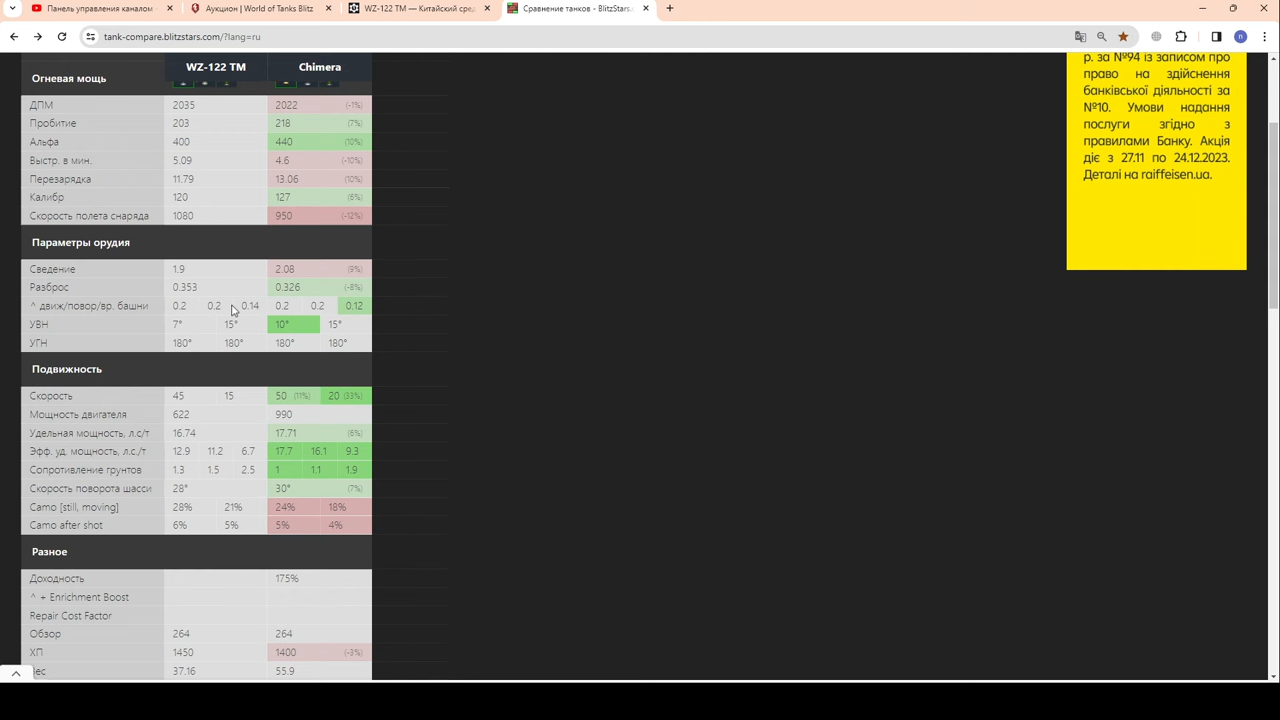 Панель управления каналом -
Аукцион | World of Tanks Blitz
WZ-122 TM — Китайский сред
Сравнение танков - BlitzStars.c
tank-compare.blitzstars.com/?lang=ru
n
WZ-122 TM Chimera
Огневая мощь
ДПМ 2035 2022 (-1%)
Пробитие 203 218 (7%)
Альфа 400 440 (10%)
Выстр. в мин. 5.09 4.6 (-10%)
Перезарядка 11.79 13.06 (10%)
Калибр 120 127 (6%)
Скорость полета снаряда 1080 950 (-12%)
Параметры орудия
Сведение 1.9 2.08 (9%)
Разброс 0.353 0.326 (-8%)
^ движ/повор/вр. башни 0.2 0.2 0.14 0.2 0.2 0.12
УВН 7° 15° 10° 15°
УГН 180° 180° 180° 180°
Подвижность
Скорость 45 15 50 (11%) 20 (33%)
Мощность двигателя 622 990
Удельная мощность, л.с/т 16.74 17.71 (6%)
Эфф. уд. мощность, л.с./т 12.9 11.2 6.7 17.7 16.1 9.3
Сопротивление грунтов 1.3 1.5 2.5 1 1.1 1.9
Скорость поворота шасси 28° 30° (7%)
Camo [still, moving] 28% 21% 24% 18%
Camo after shot 6% 5% 5% 4%
Разное
Доходность 175%
^ + Enrichment Boost
Repair Cost Factor
Обзор 264 264
ХП 1450 1400 (-3%)
ес 37.16 55.9
р. за №94 із записом про
право на здійснення
банківської діяльності за
№10. Умови надання
послуги згідно з
правилами Банку. Акція
діє з 27.11 по 24.12.2023.
Деталі на raiffeisen.ua.